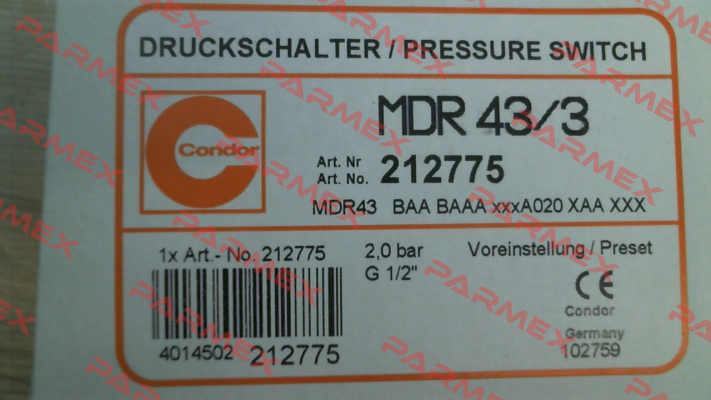 DRUCKSCHALTER / PRESSURE SWITCH
Condor
MDR 43/3
Art. Nr
Art. No. 212775
MDR43 BAA BAAA xxxA020 XAA XXX
1x Art.- No. 212775
2,0 bar
G 1/2"
Voreinstellung / Preset
CE
Condor
Germany
102759
4014502 212775
PARMEX